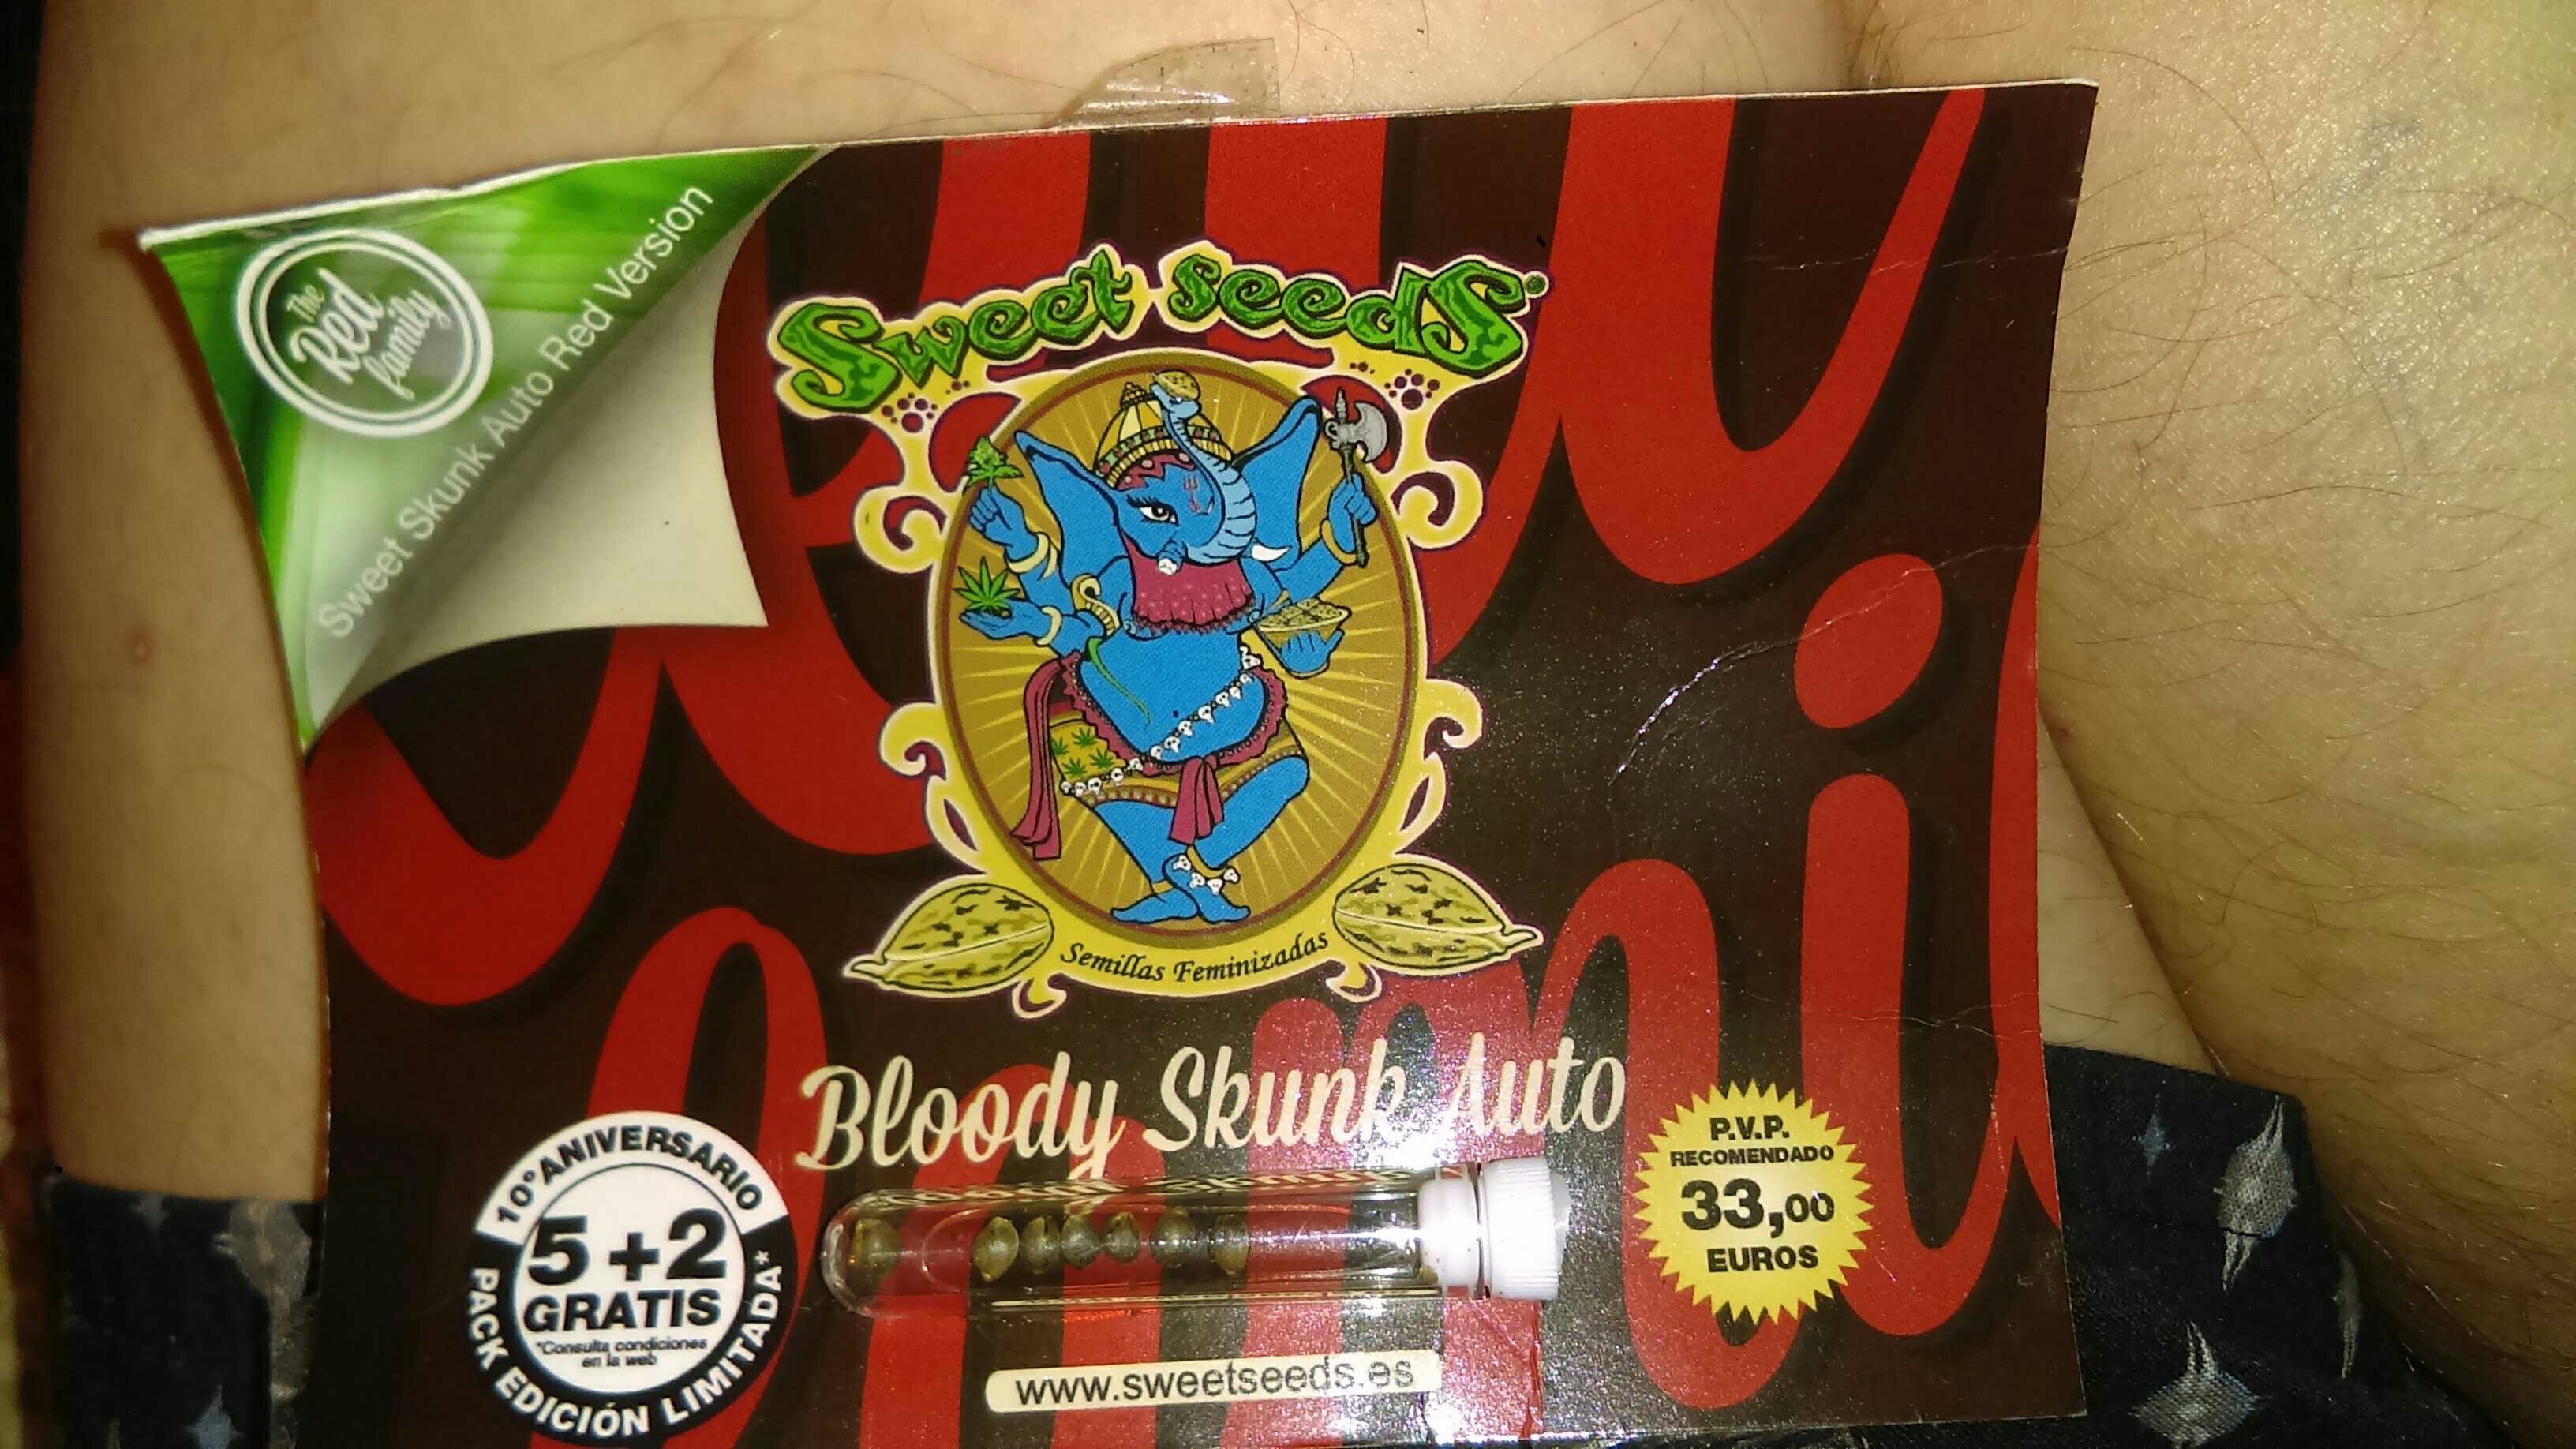 The
Red
family
Sweet Skunk Auto Red Version
Sweet Seeds
Semillas Feminizadas
Bloody Skunk Auto
10º ANIVERSARIO
5+2
GRATIS
*Consulta condiciones
en la web
PACK EDICIÓN LIMITADA*
P.V.P.
RECOMENDADO
33,00
EUROS
www.sweetseeds.es